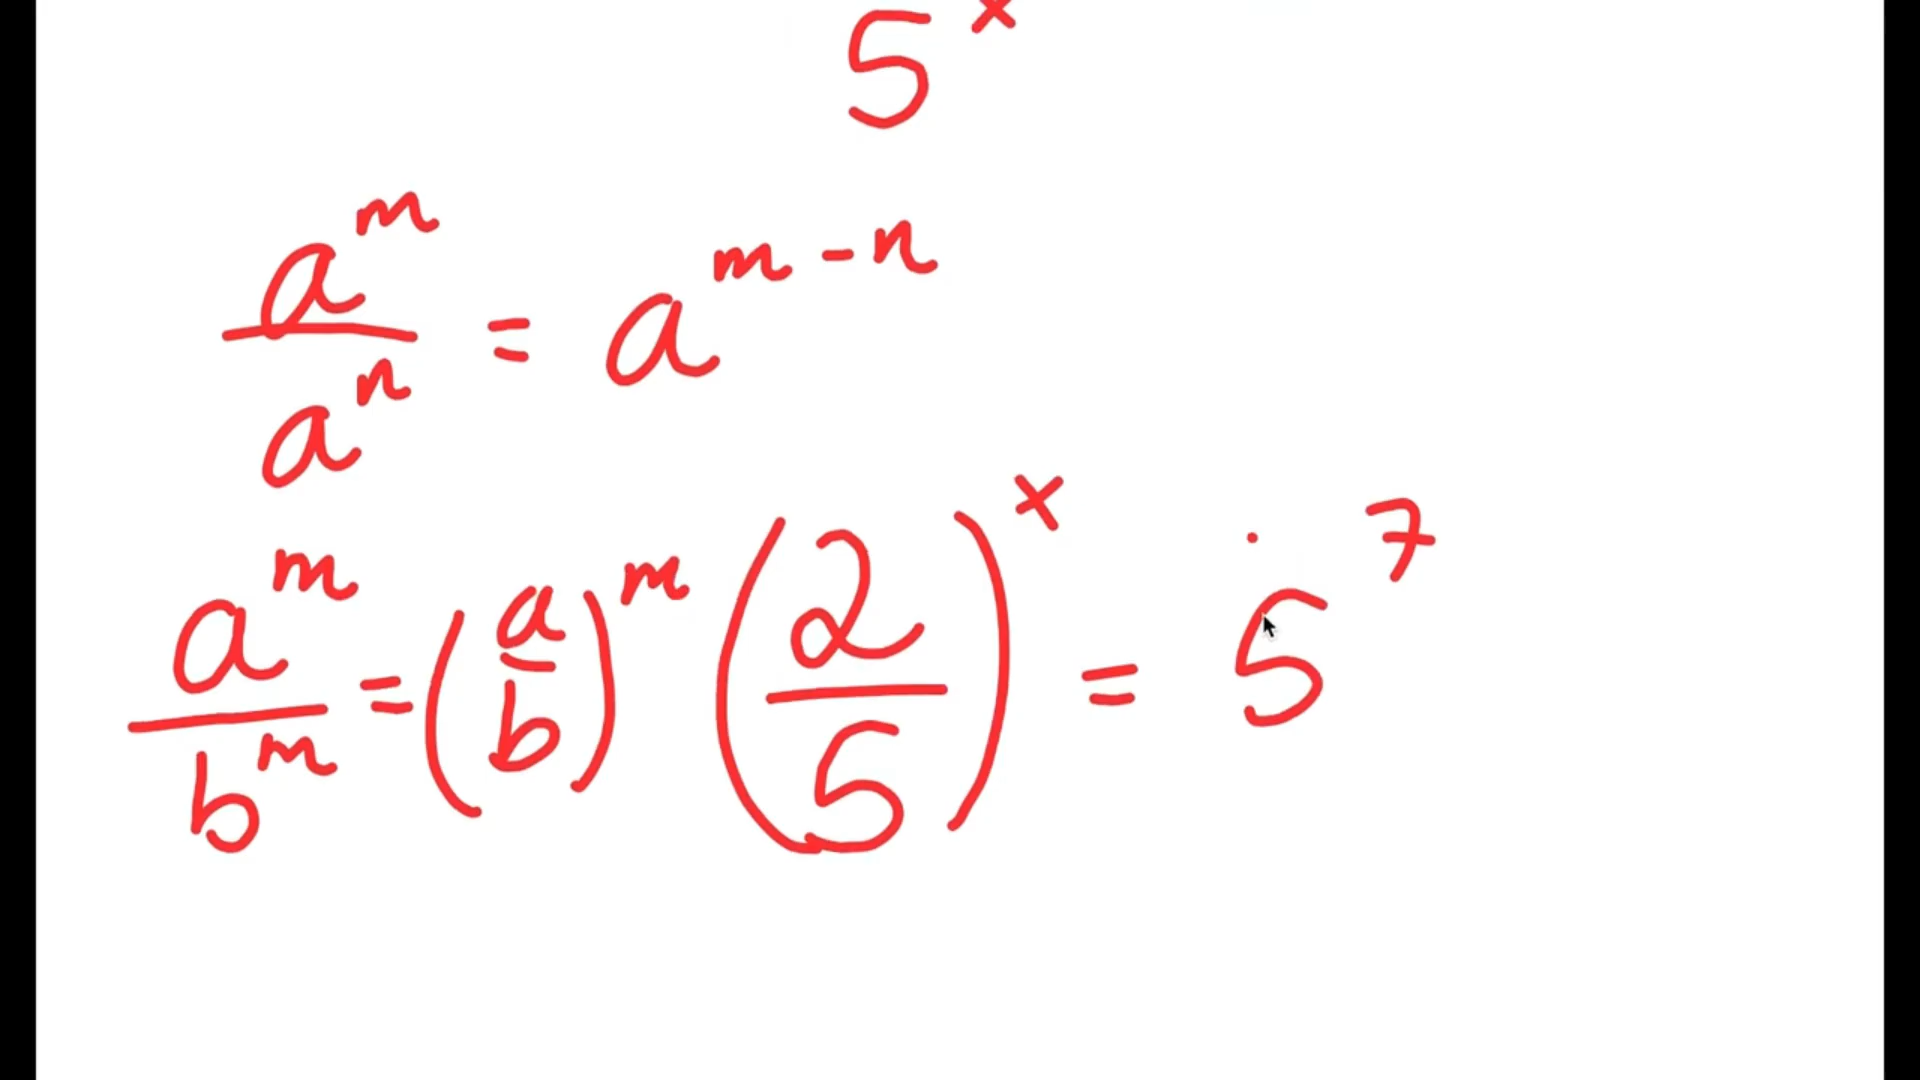 5^x
a^m / a^n = a^(m-n)
a^m / b^m = (a/b)^m (2/5)^x = 5^7